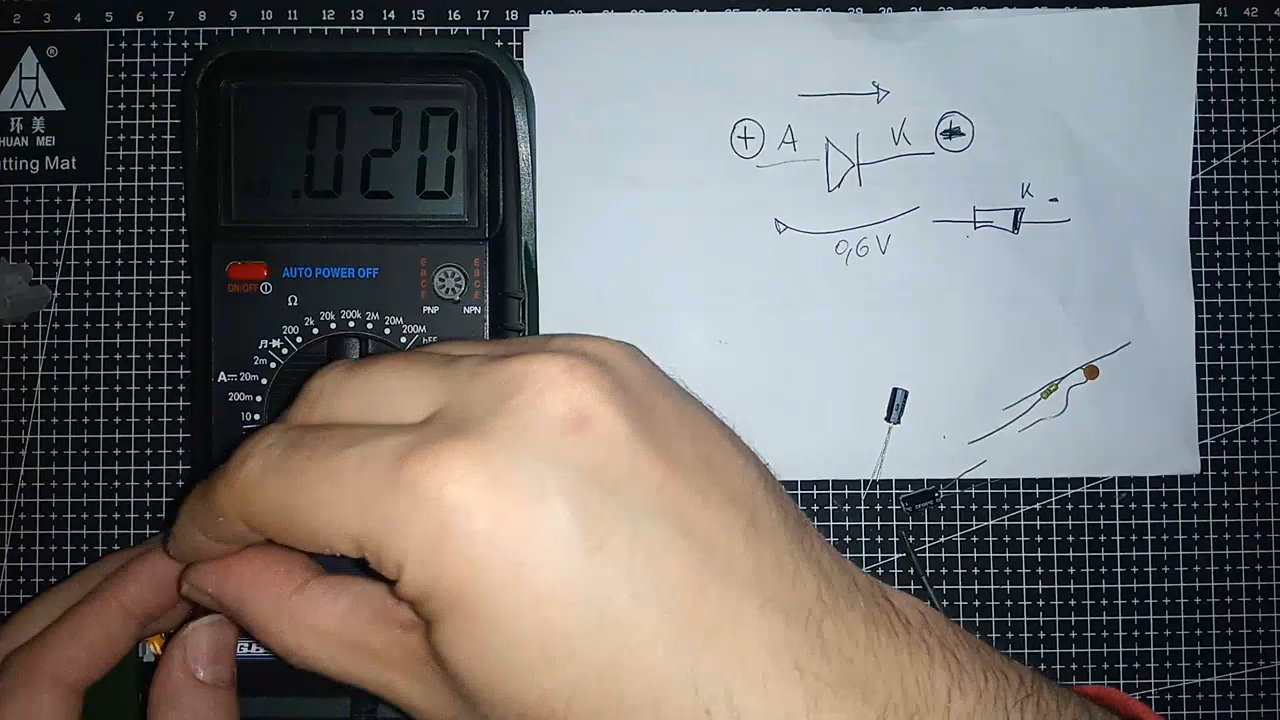 2 3 4 5 6 7 8 9 10 11 12 13 14 15 16 17 18 41 42
®
环美
HUAN MEI
utting Mat
.020
AUTO POWER OFF
ON/OFF
E
B
C
E
E
B
C
E
PNP NPN
Ω
200 2k 20k 200k 2M 20M 200M
hFE
2m
A 20m
200m
10
+ A K
0,6V
K -